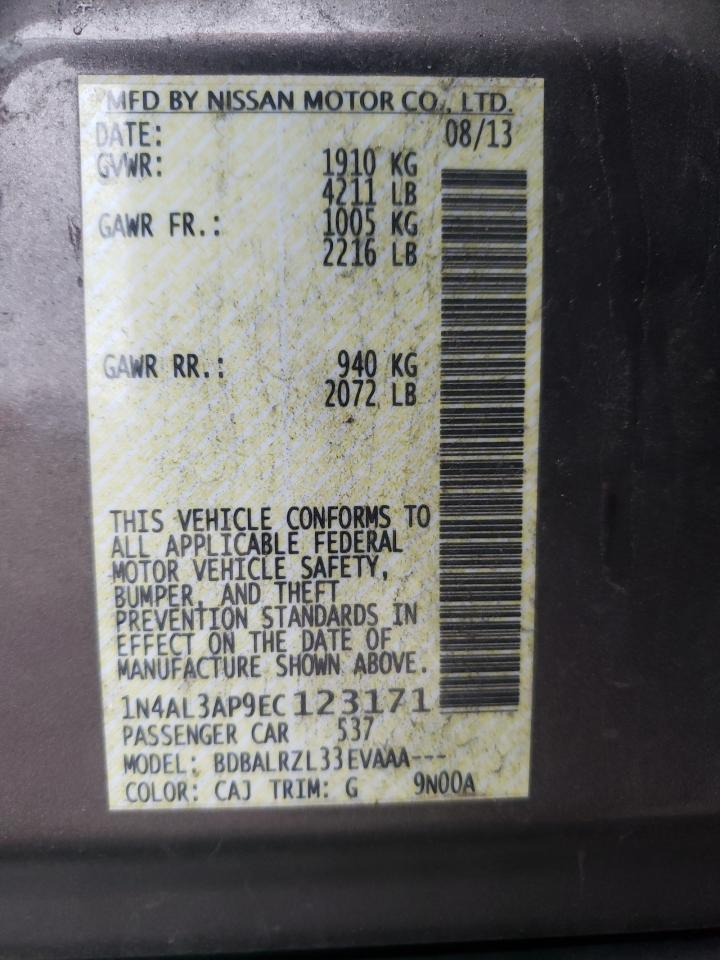 MFD BY NISSAN MOTOR CO., LTD.
DATE: 08/13
GVWR: 1910 KG
4211 LB
GAWR FR.: 1005 KG
2216 LB
GAWR RR.: 940 KG
2072 LB
THIS VEHICLE CONFORMS TO
ALL APPLICABLE FEDERAL
MOTOR VEHICLE SAFETY,
BUMPER, AND THEFT
PREVENTION STANDARDS IN
EFFECT ON THE DATE OF
MANUFACTURE SHOWN ABOVE.
1N4AL3AP9EC123171
PASSENGER CAR 537
MODEL: BDBALRZL33EVAAA---
COLOR: CAJ TRIM: G 9N00A